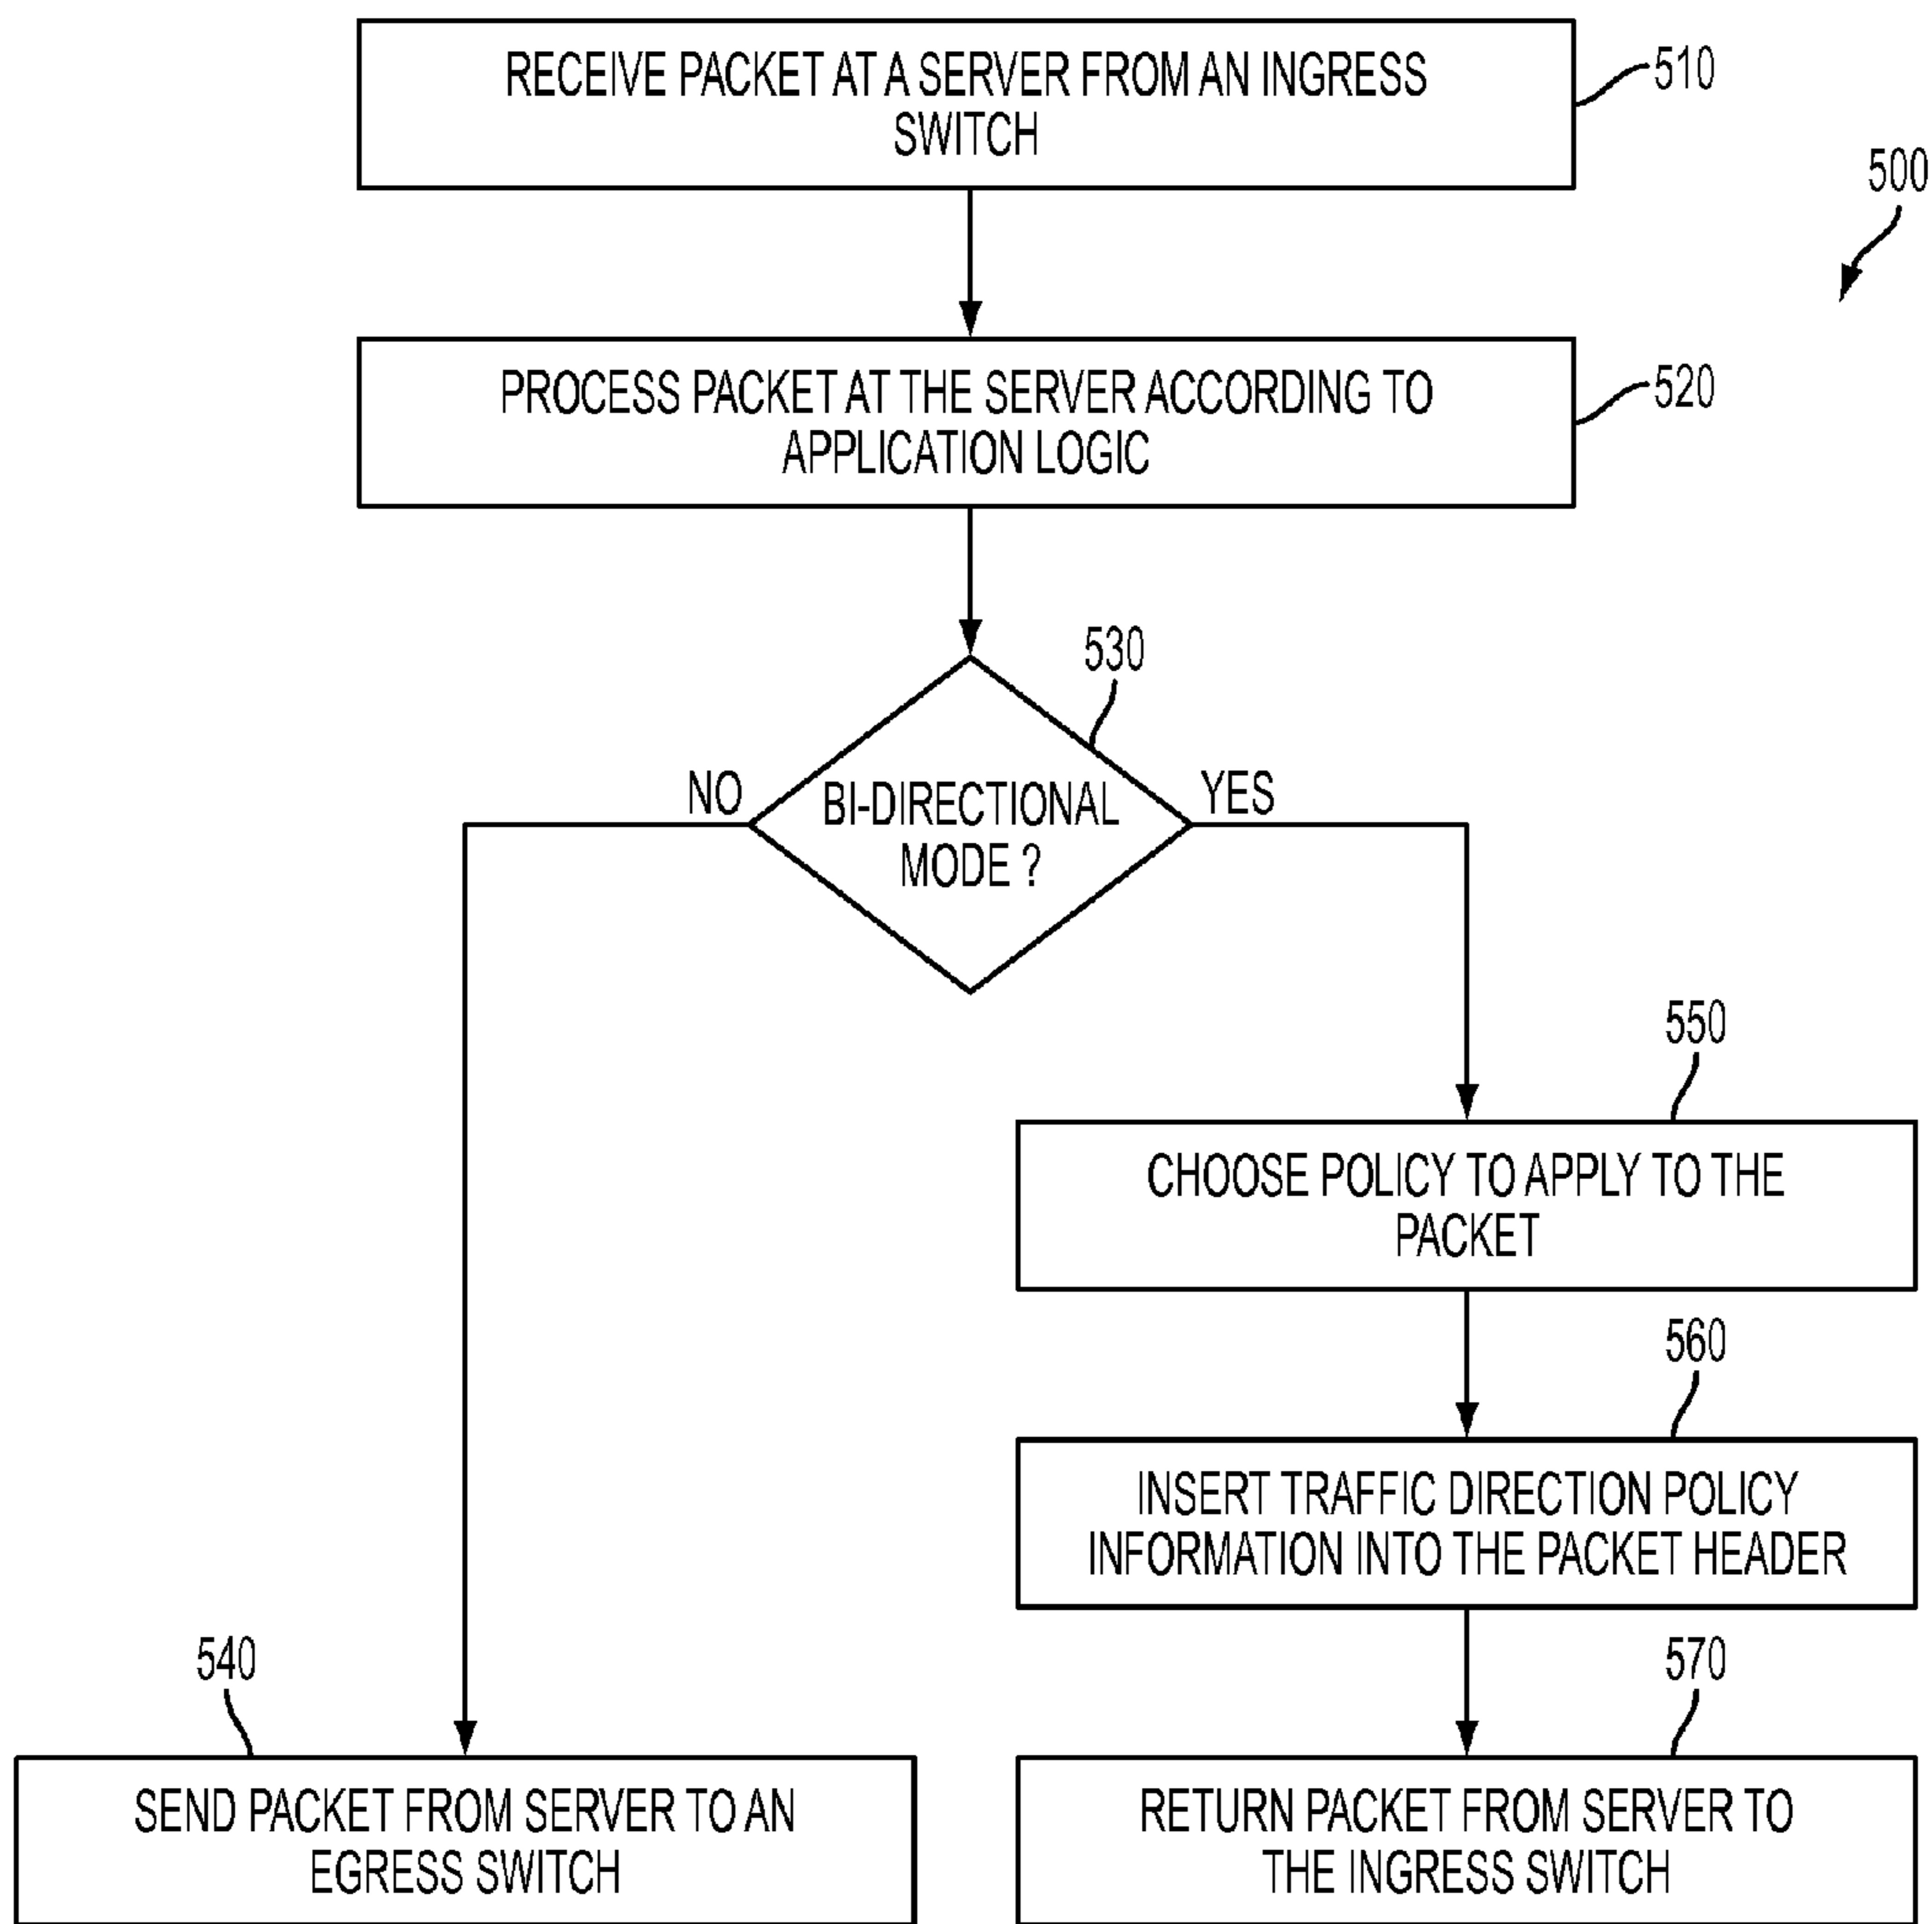 RECEIVE PACKET AT A SERVER FROM AN INGRESS
SWITCH
510
500
PROCESS PACKET AT THE SERVER ACCORDING TO
APPLICATION LOGIC
520
530
NO
BI-DIRECTIONAL
MODE ?
YES
550
CHOOSE POLICY TO APPLY TO THE
PACKET
560
INSERT TRAFFIC DIRECTION POLICY
INFORMATION INTO THE PACKET HEADER
540
SEND PACKET FROM SERVER TO AN
EGRESS SWITCH
570
RETURN PACKET FROM SERVER TO
THE INGRESS SWITCH